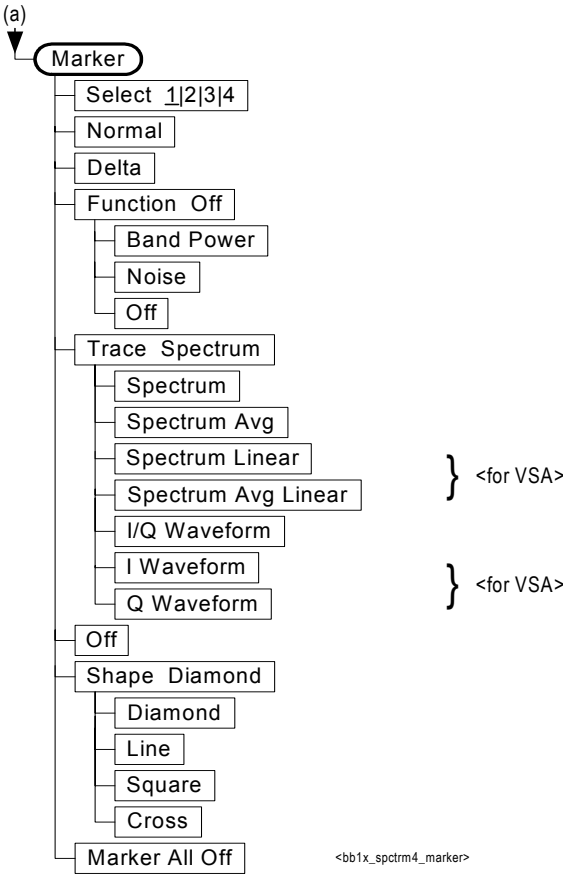 (a)
Marker
Select 1|2|3|4
Normal
Delta
Function Off
Band Power
Noise
Off
Trace Spectrum
Spectrum
Spectrum Avg
Spectrum Linear
Spectrum Avg Linear
} <for VSA>
I/Q Waveform
I Waveform
Q Waveform
} <for VSA>
Off
Shape Diamond
Diamond
Line
Square
Cross
Marker All Off
<bb1x_spctrm4_marker>